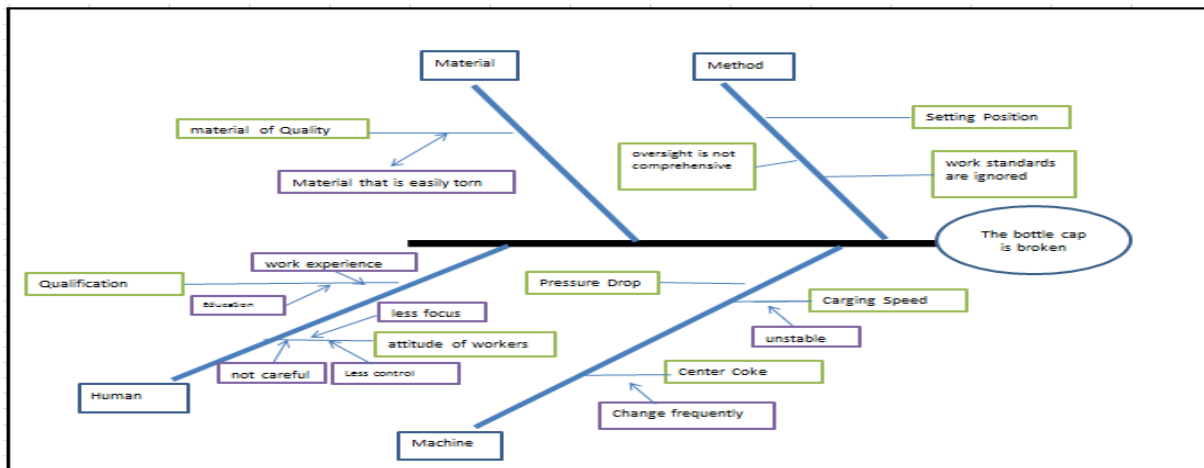 Material
Method
material of Quality
Setting Position
oversight is not
comprehensive
work standards
are ignored
Material that is easily torn
The bottle cap
is broken
work experience
Qualification
Education
Pressure Drop
Carging Speed
less focus
unstable
attitude of workers
not careful
Less control
Center Coke
Human
Change frequently
Machine